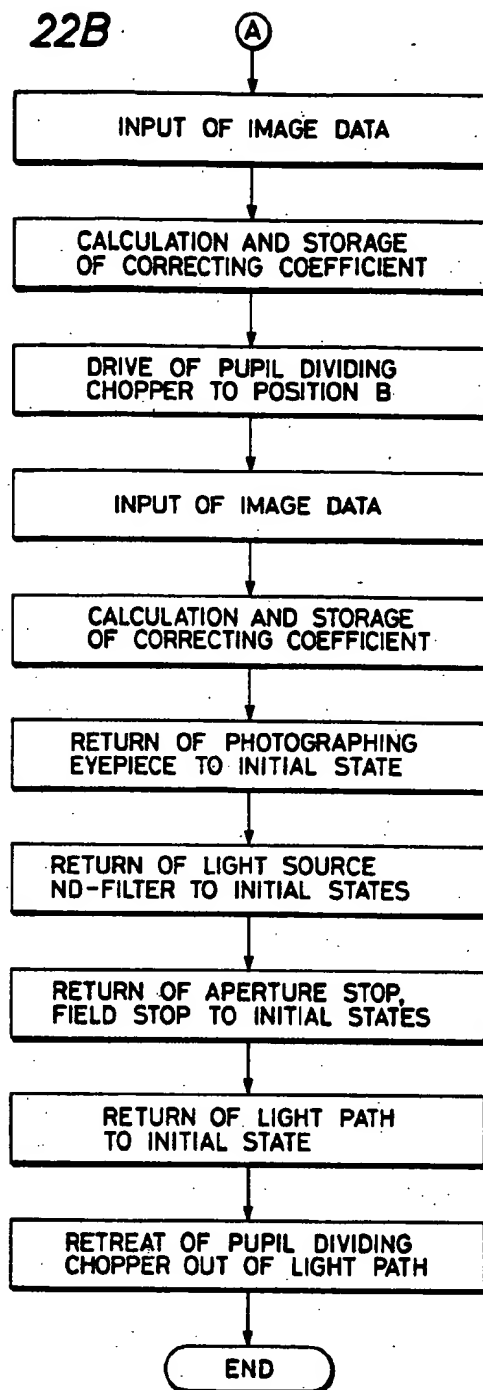 22B
A
INPUT OF IMAGE DATA
CALCULATION AND STORAGE
OF CORRECTING COEFFICIENT
DRIVE OF PUPIL DIVIDING
CHOPPER TO POSITION B
INPUT OF IMAGE DATA
CALCULATION AND STORAGE
OF CORRECTING COEFFICIENT
RETURN OF PHOTOGRAPHING
EYEPIECE TO INITIAL STATE
RETURN OF LIGHT SOURCE
ND-FILTER TO INITIAL STATES
RETURN OF APERTURE STOP,
FIELD STOP TO INITIAL STATES
RETURN OF LIGHT PATH
TO INITIAL STATE
RETREAT OF PUPIL DIVIDING
CHOPPER OUT OF LIGHT PATH
END